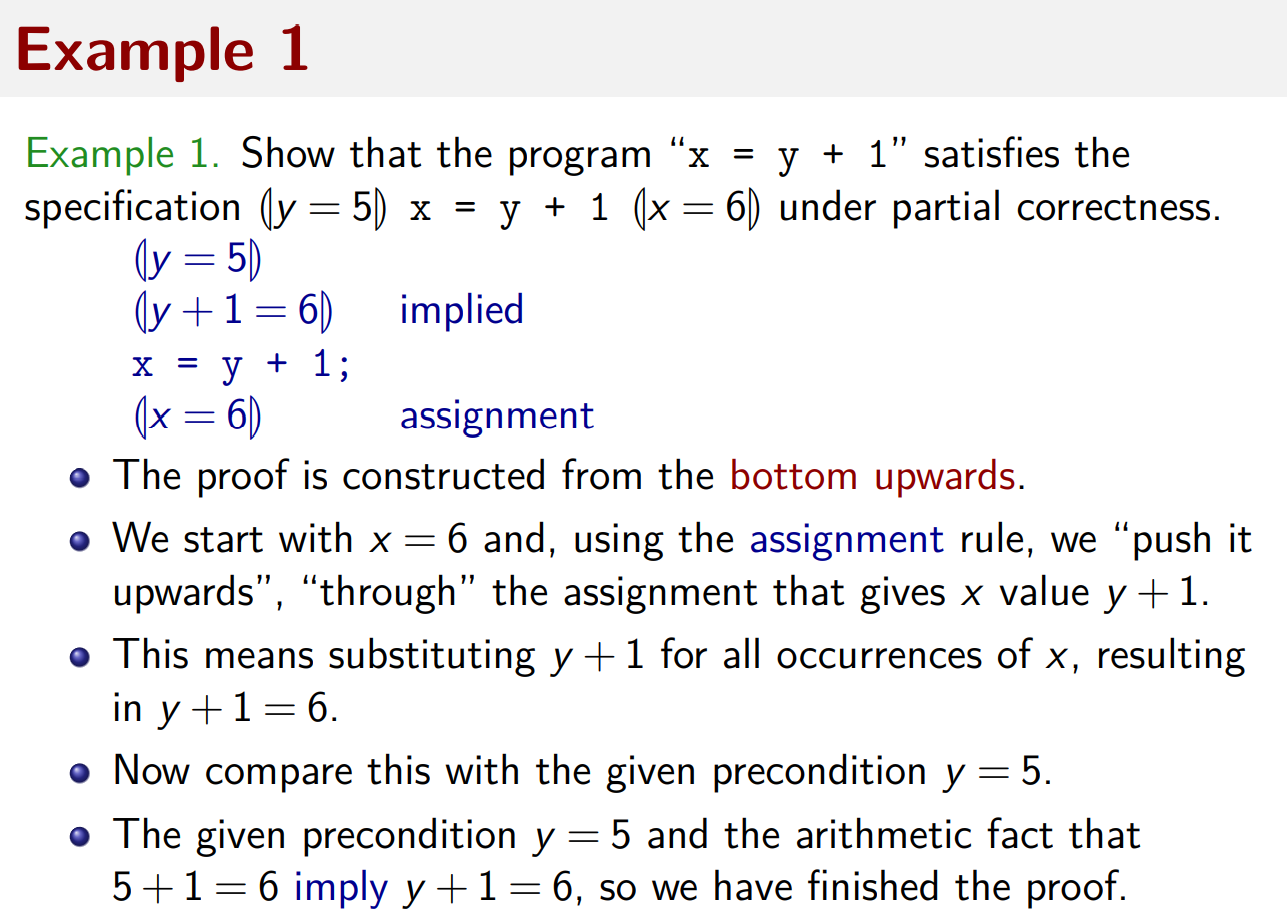 Example 1
Example 1. Show that the program “x = y + 1” satisfies the
specification ⦇y = 5⦈ x = y + 1 ⦇x = 6⦈ under partial correctness.
⦇y = 5⦈
⦇y + 1 = 6⦈ implied
x = y + 1;
⦇x = 6⦈ assignment
The proof is constructed from the bottom upwards.
We start with x = 6 and, using the assignment rule, we “push it
upwards”, “through” the assignment that gives x value y + 1.
This means substituting y + 1 for all occurrences of x, resulting
in y + 1 = 6.
Now compare this with the given precondition y = 5.
The given precondition y = 5 and the arithmetic fact that
5 + 1 = 6 imply y + 1 = 6, so we have finished the proof.